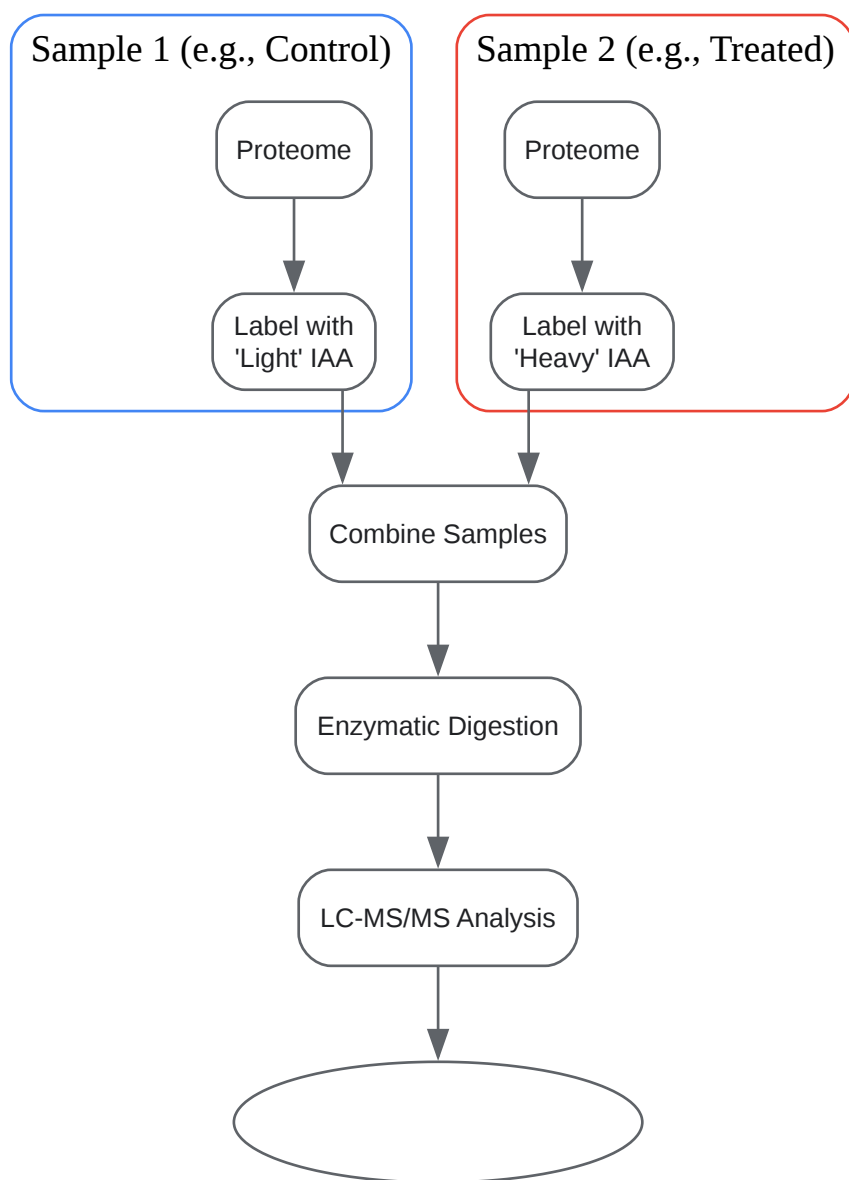 Sample 1 (e.g., Control)
Sample 2 (e.g., Treated)
Proteome
Proteome
Label with
'Light' IAA
Label with
'Heavy' IAA
Combine Samples
Enzymatic Digestion
LC-MS/MS Analysis